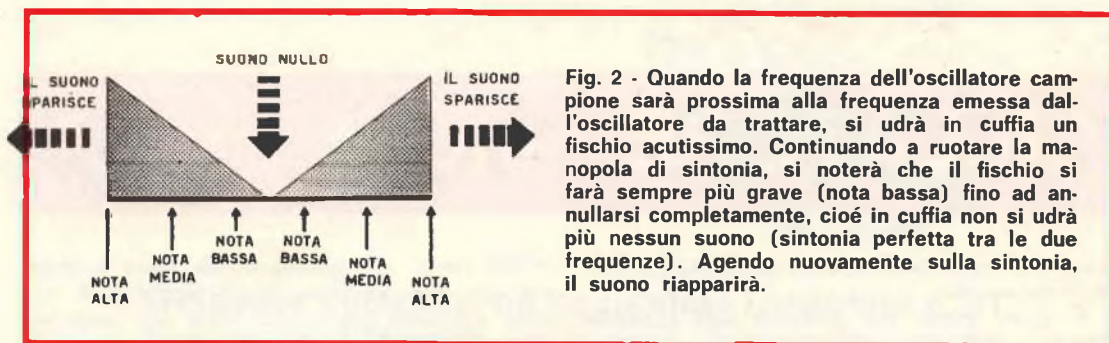 SUONO NULLO
IL SUONO
SPARISCE
IL SUONO
SPARISCE
NOTA
ALTA
NOTA
MEDIA
NOTA
BASSA
NOTA
BASSA
NOTA
MEDIA
NOTA
ALTA
Fig. 2 - Quando la frequenza dell'oscillatore cam-
pione sarà prossima alla frequenza emessa dal-
l'oscillatore da trattare, si udrà in cuffia un
fischio acutissimo. Continuando a ruotare la ma-
nopola di sintonia, si noterà che il fischio si
farà sempre più grave (nota bassa) fino ad an-
nullarsi completamente, cioé in cuffia non si udrà
più nessun suono (sintonia perfetta tra le due
frequenze). Agendo nuovamente sulla sintonia,
il suono riapparirà.